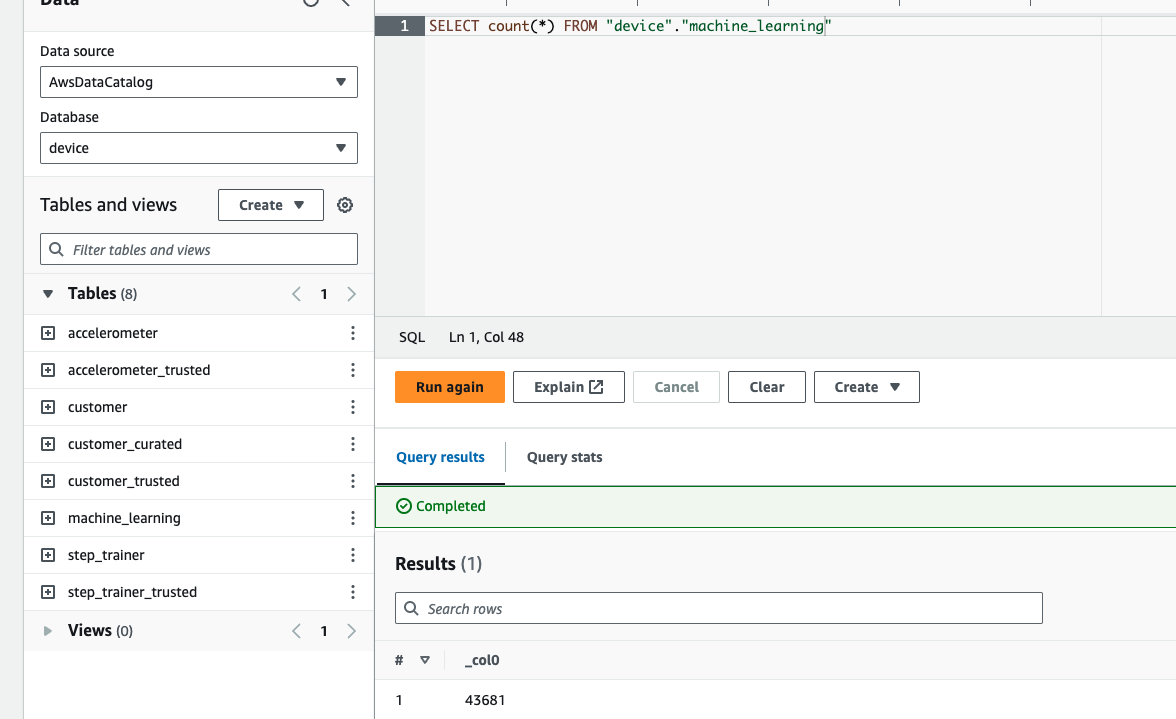 Data
Data source
AwsDataCatalog
Database
device
Tables and views
Create
Filter tables and views
Tables (8)
1
accelerometer
accelerometer_trusted
customer
customer_curated
customer_trusted
machine_learning
step_trainer
step_trainer_trusted
Views (0)
1
1 SELECT count(*) FROM "device"."machine_learning"
SQL Ln 1, Col 48
Run again Explain Cancel Clear Create
Query results Query stats
Completed
Results (1)
Search rows
# _col0
1 43681